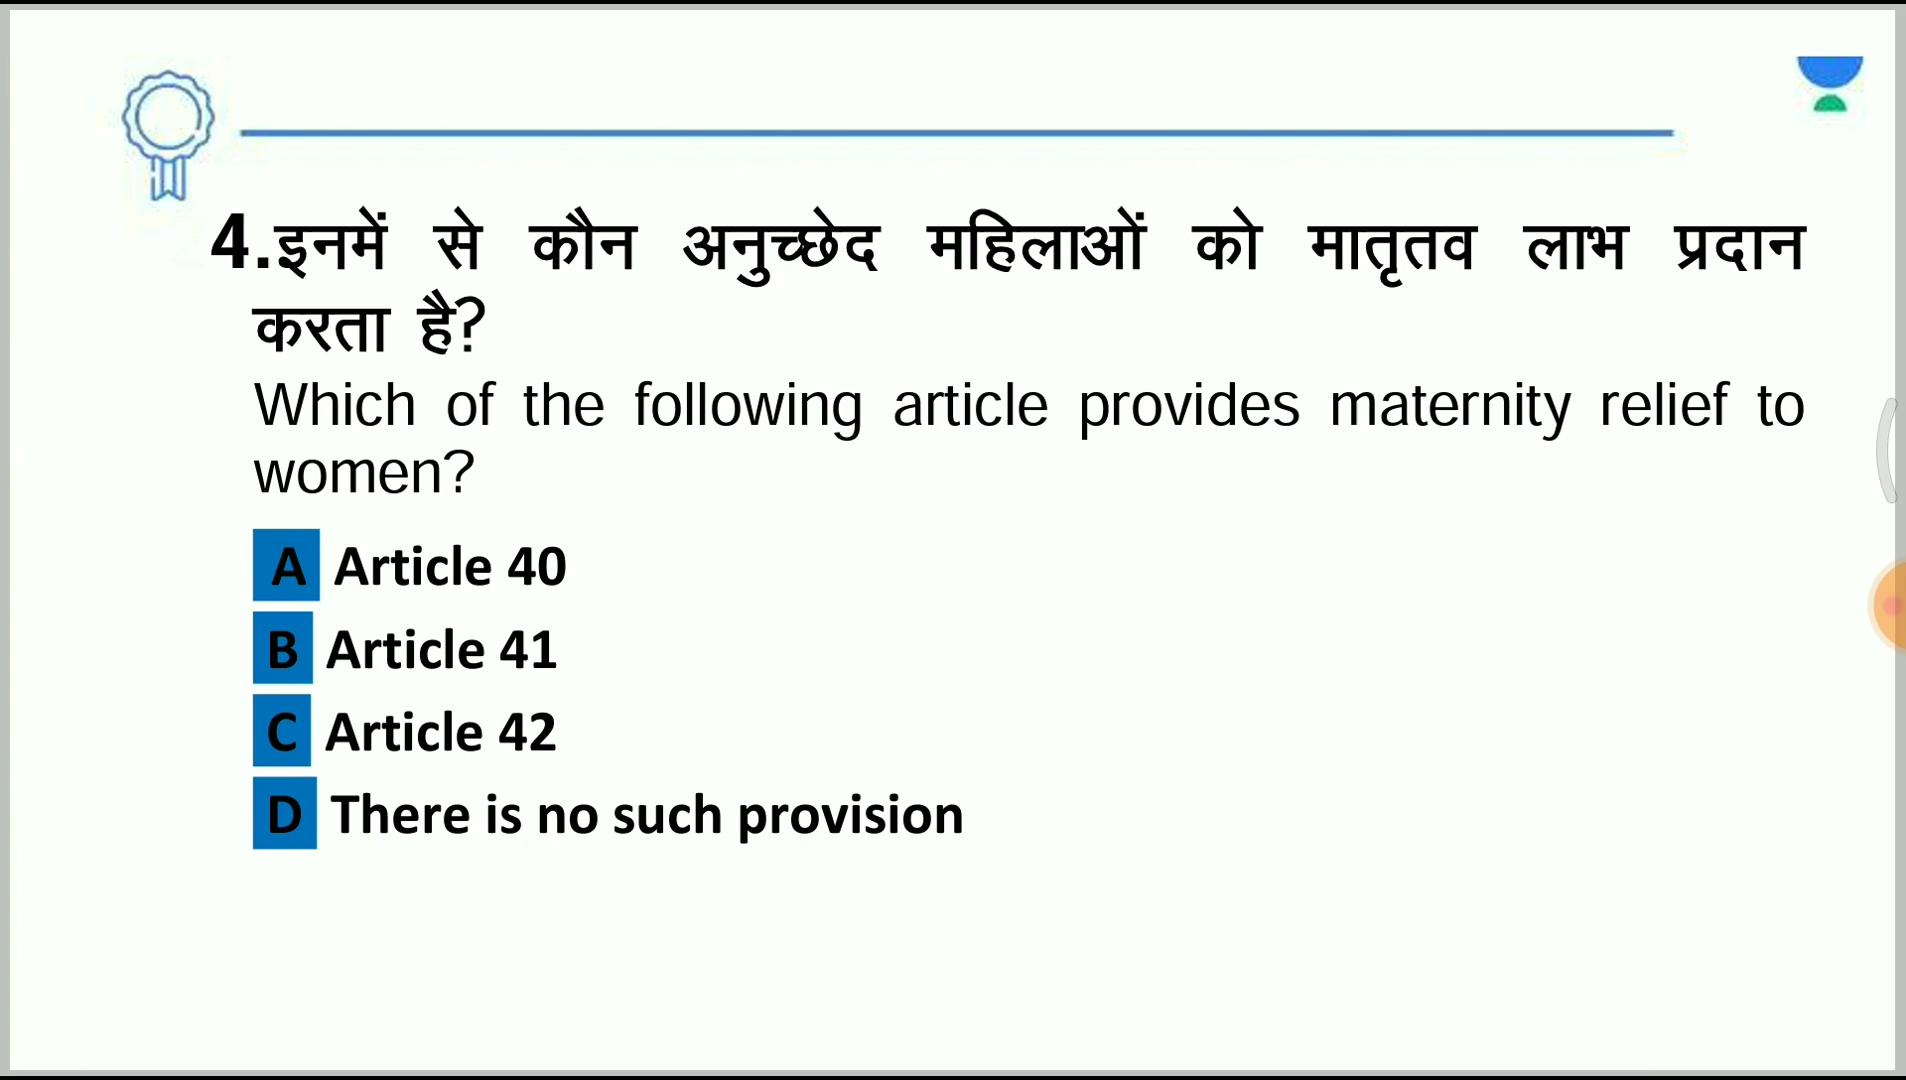 4.इनमें से कौन अनुच्छेद महिलाओं को मातृतव लाभ प्रदान
करता है?
Which of the following article provides maternity relief to
women?
A Article 40
B Article 41
C Article 42
D There is no such provision